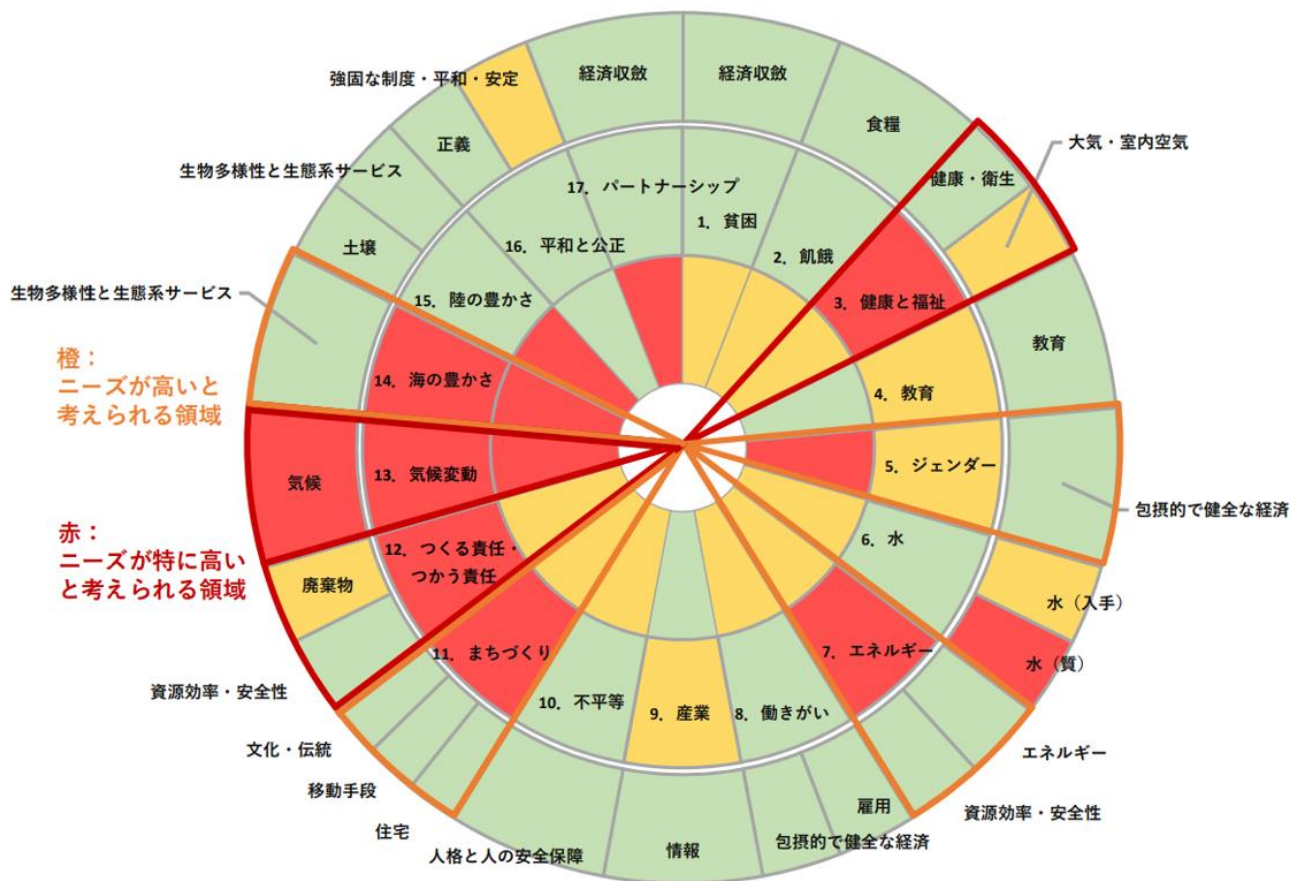 経済収斂
経済収斂
食糧
健康・衛生
大気・室内空気
教育
包摂的で健全な経済
水（入手）
水（質）
エネルギー
資源効率・安全性
雇用
包摂的で健全な経済
情報
人格と人の安全保障
住宅
移動手段
文化・伝統
資源効率・安全性
廃棄物
気候
生物多様性と生態系サービス
土壌
生物多様性と生態系サービス
正義
強固な制度・平和・安定
1. 貧困
2. 飢餓
3. 健康と福祉
4. 教育
5. ジェンダー
6. 水
7. エネルギー
8. 働きがい
9. 産業
10. 不平等
11. まちづくり
12. つくる責任・
つかう責任
13. 気候変動
14. 海の豊かさ
15. 陸の豊かさ
16. 平和と公正
17. パートナーシップ
橙：
ニーズが高いと
考えられる領域
赤：
ニーズが特に高い
と考えられる領域